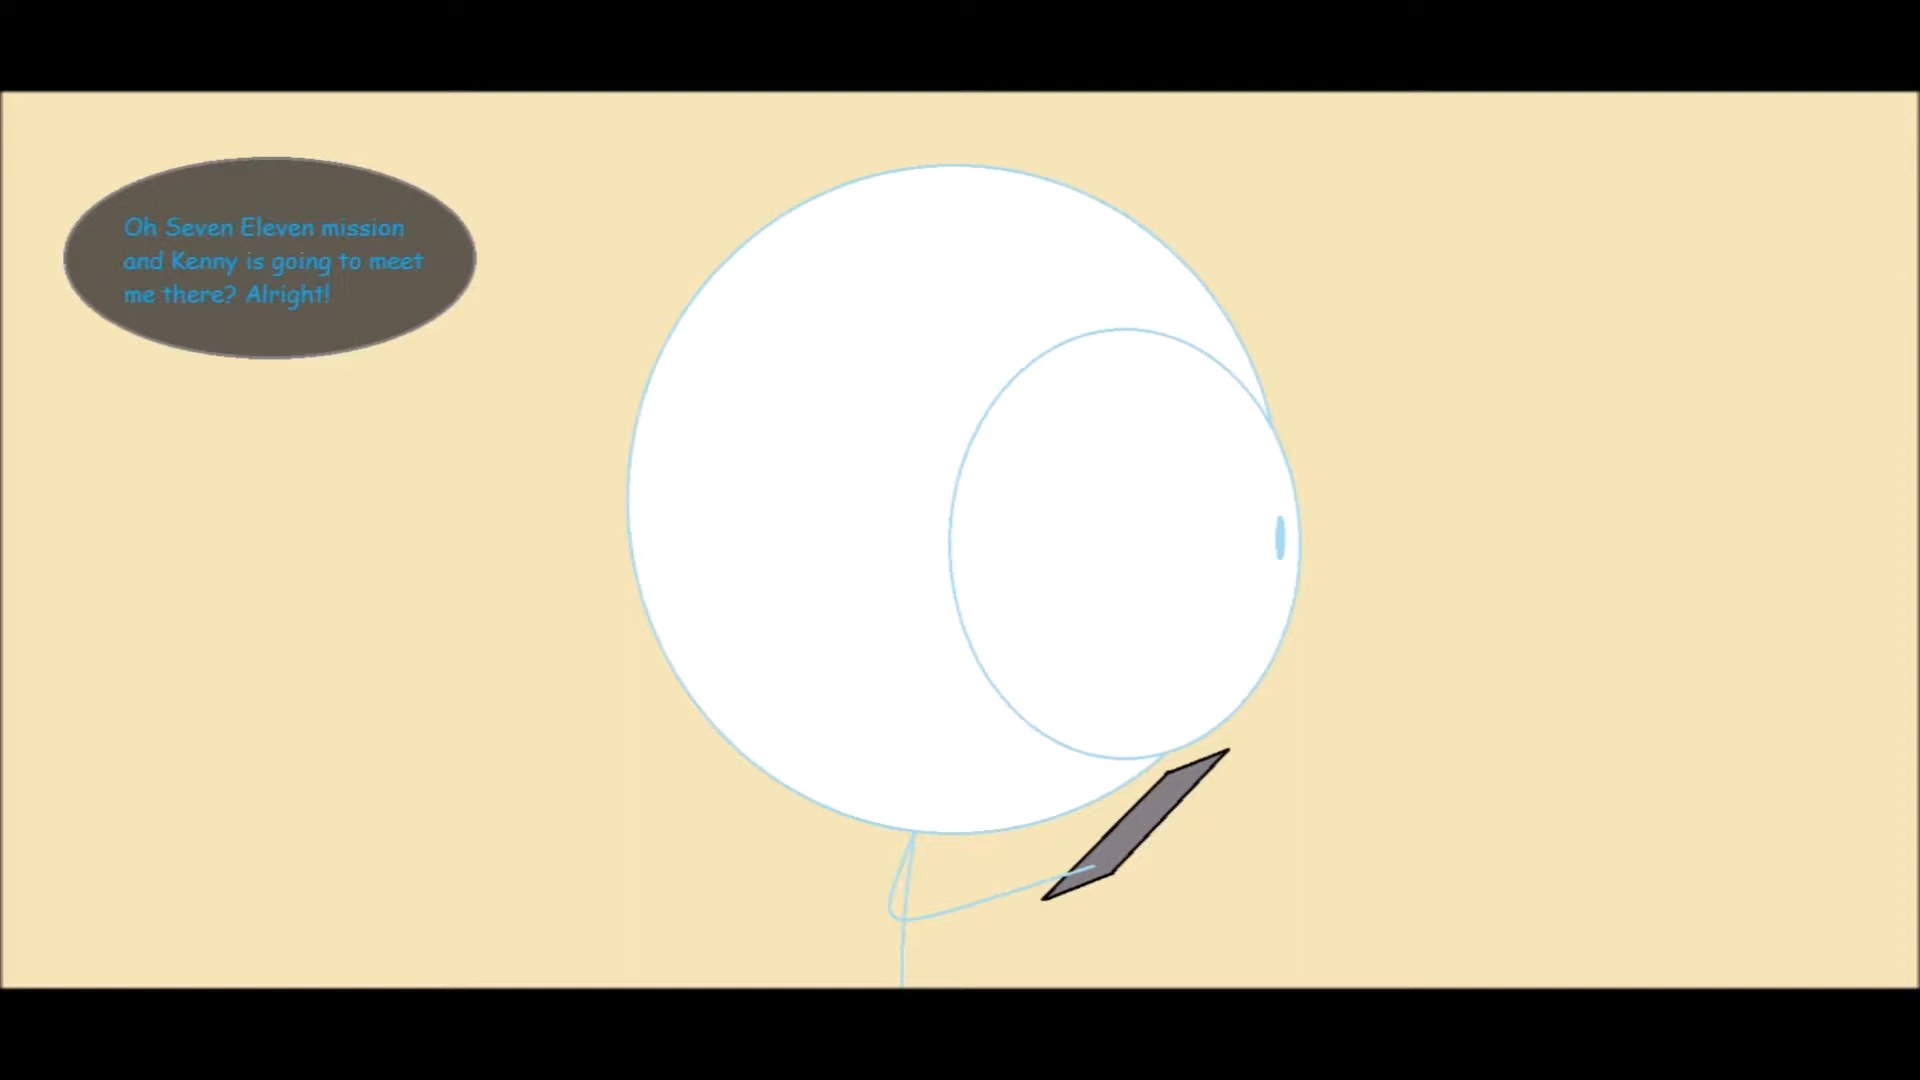 Oh Seven Eleven mission
and Kenny is going to meet
me there? Alright!